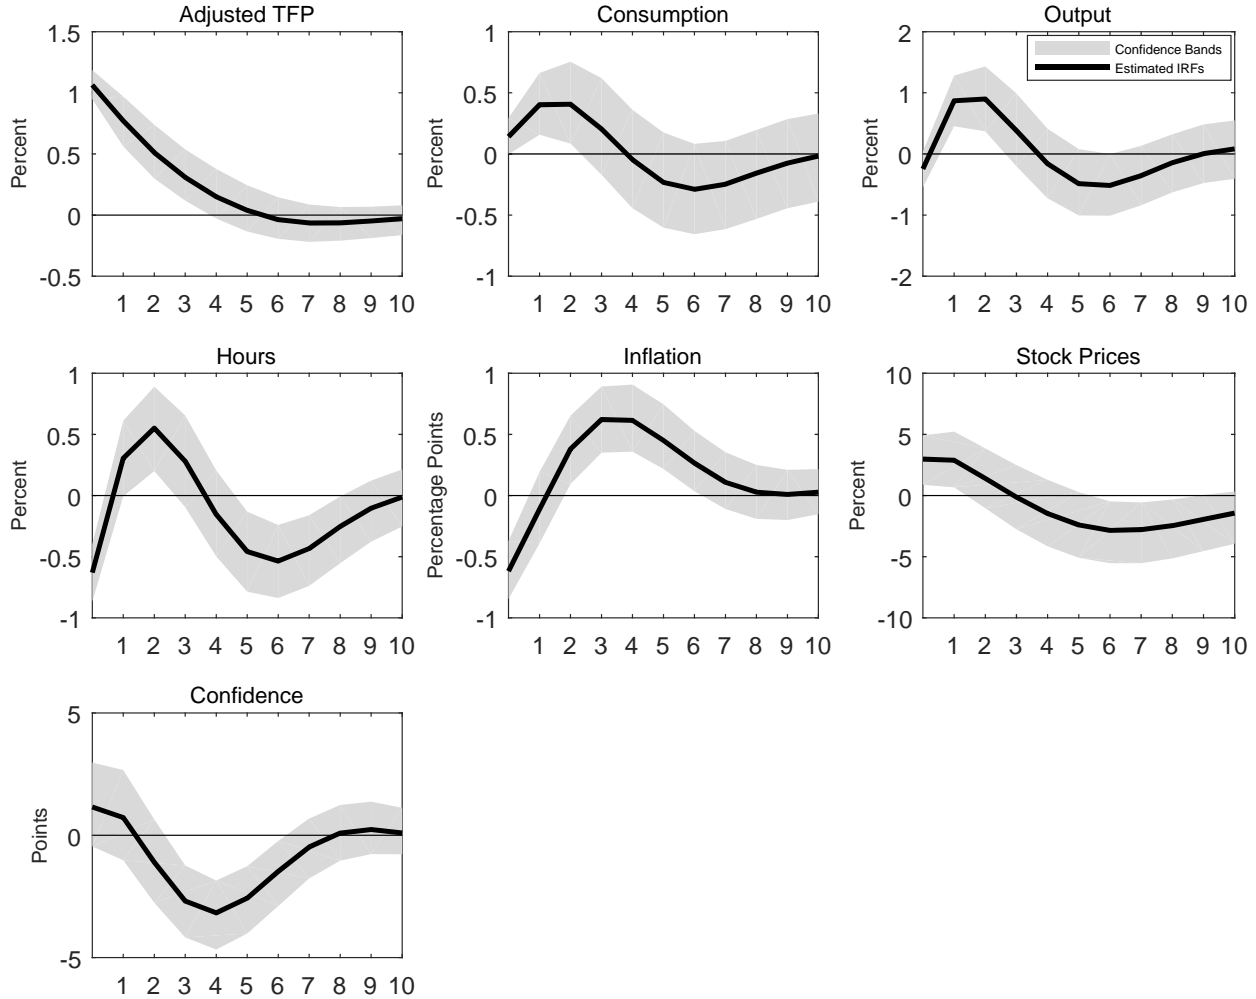 Adjusted TFP
Percent
1.5
1
0.5
0
-0.5
1 2 3 4 5 6 7 8 9 10
Consumption
1
0.5
0
-0.5
-1
1 2 3 4 5 6 7 8 9 10
Output
Percent
2
1
0
-1
-2
Confidence Bands
Estimated IRFs
1 2 3 4 5 6 7 8 9 10
Hours
Percent
1
0.5
0
-0.5
-1
1 2 3 4 5 6 7 8 9 10
Inflation
Percentage Points
1
0.5
0
-0.5
-1
1 2 3 4 5 6 7 8 9 10
Stock Prices
Percent
10
5
0
-5
-10
1 2 3 4 5 6 7 8 9 10
Confidence
Points
5
0
-5
1 2 3 4 5 6 7 8 9 10